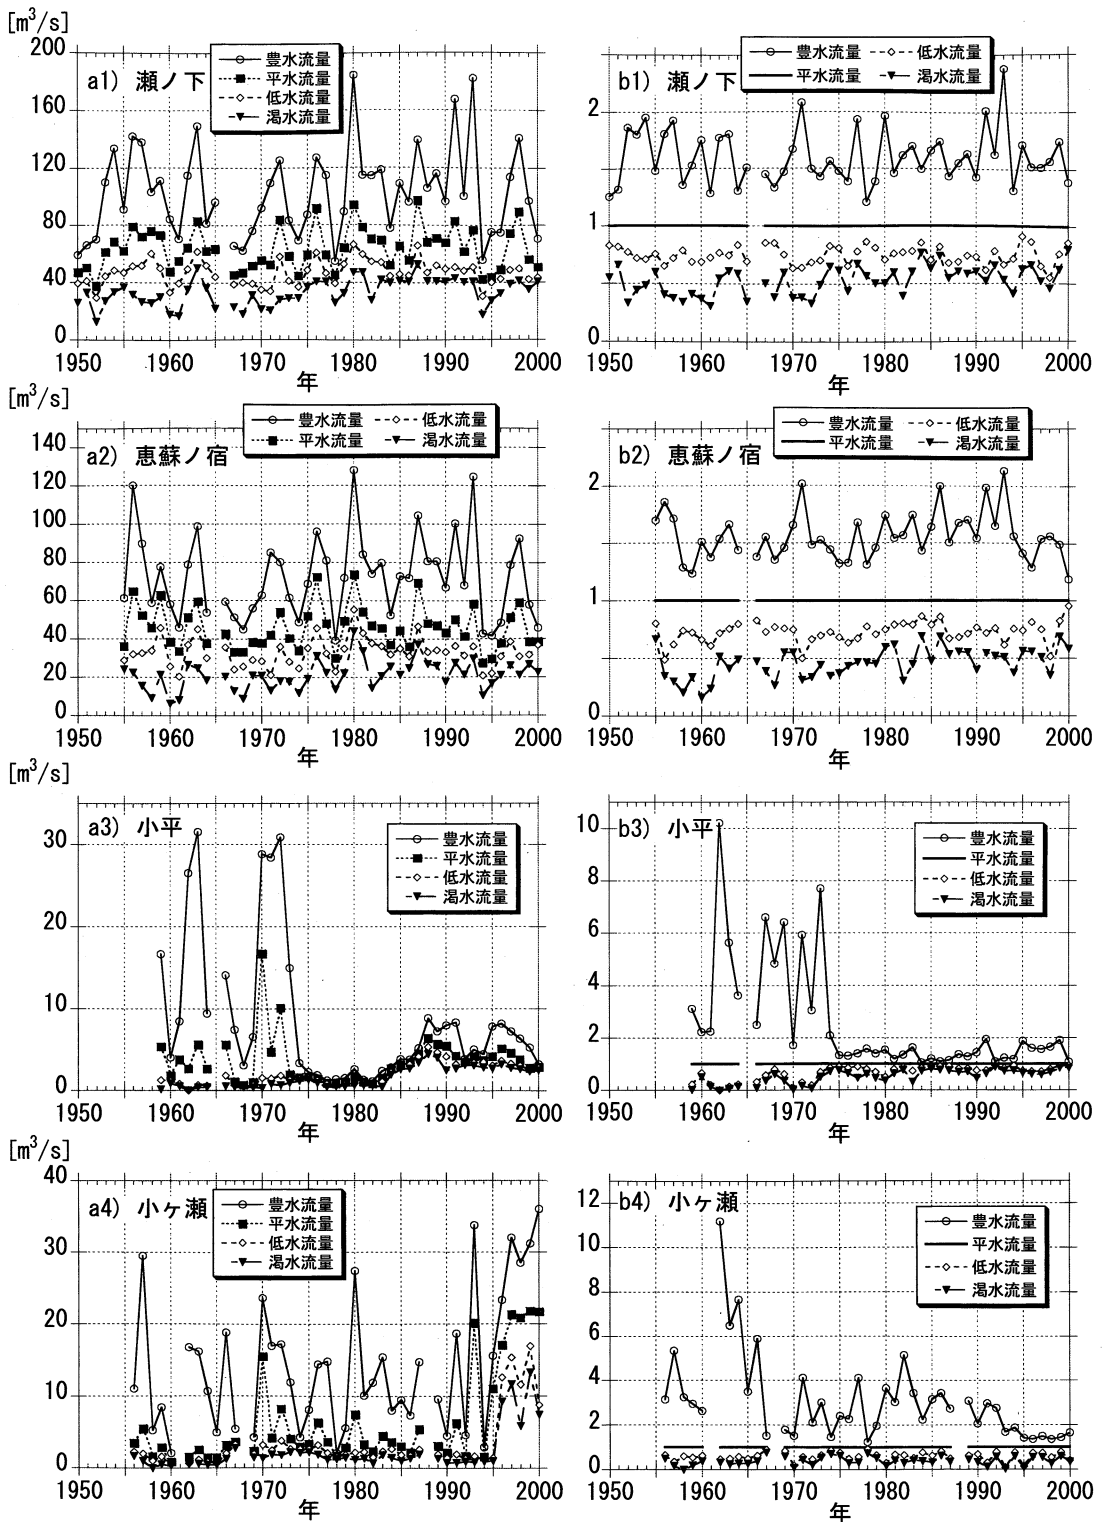 [m³/s]
200
160
120
80
40
0
a1) 瀬ノ下
豊水流量
平水流量
低水流量
渇水流量
1950 1960 1970 1980 1990 2000
年
2
1
0
b1) 瀬ノ下
豊水流量 低水流量
平水流量 渇水流量
1950 1960 1970 1980 1990 2000
年
[m³/s]
140
120
100
80
60
40
20
0
a2) 恵蘇ノ宿
豊水流量 低水流量
平水流量 渇水流量
1950 1960 1970 1980 1990 2000
年
2
1
0
b2) 恵蘇ノ宿
豊水流量 低水流量
平水流量 渇水流量
1950 1960 1970 1980 1990 2000
年
[m³/s]
30
20
10
0
a3) 小平
豊水流量
平水流量
低水流量
渇水流量
1950 1960 1970 1980 1990 2000
年
10
8
6
4
2
0
b3) 小平
豊水流量
平水流量
低水流量
渇水流量
1950 1960 1970 1980 1990 2000
年
[m³/s]
40
30
20
10
0
a4) 小ヶ瀬
豊水流量
平水流量
低水流量
渇水流量
1950 1960 1970 1980 1990 2000
年
12
10
8
6
4
2
0
b4) 小ヶ瀬
豊水流量
平水流量
低水流量
渇水流量
1950 1960 1970 1980 1990 2000
年